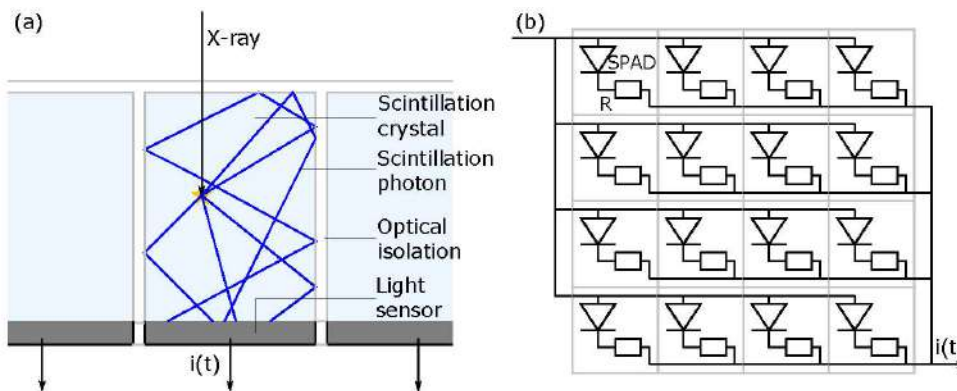 (a)
X-ray
Scintillation
crystal
Scintillation
photon
Optical
isolation
Light
sensor
i(t)
(b)
SPAD
R
i(t